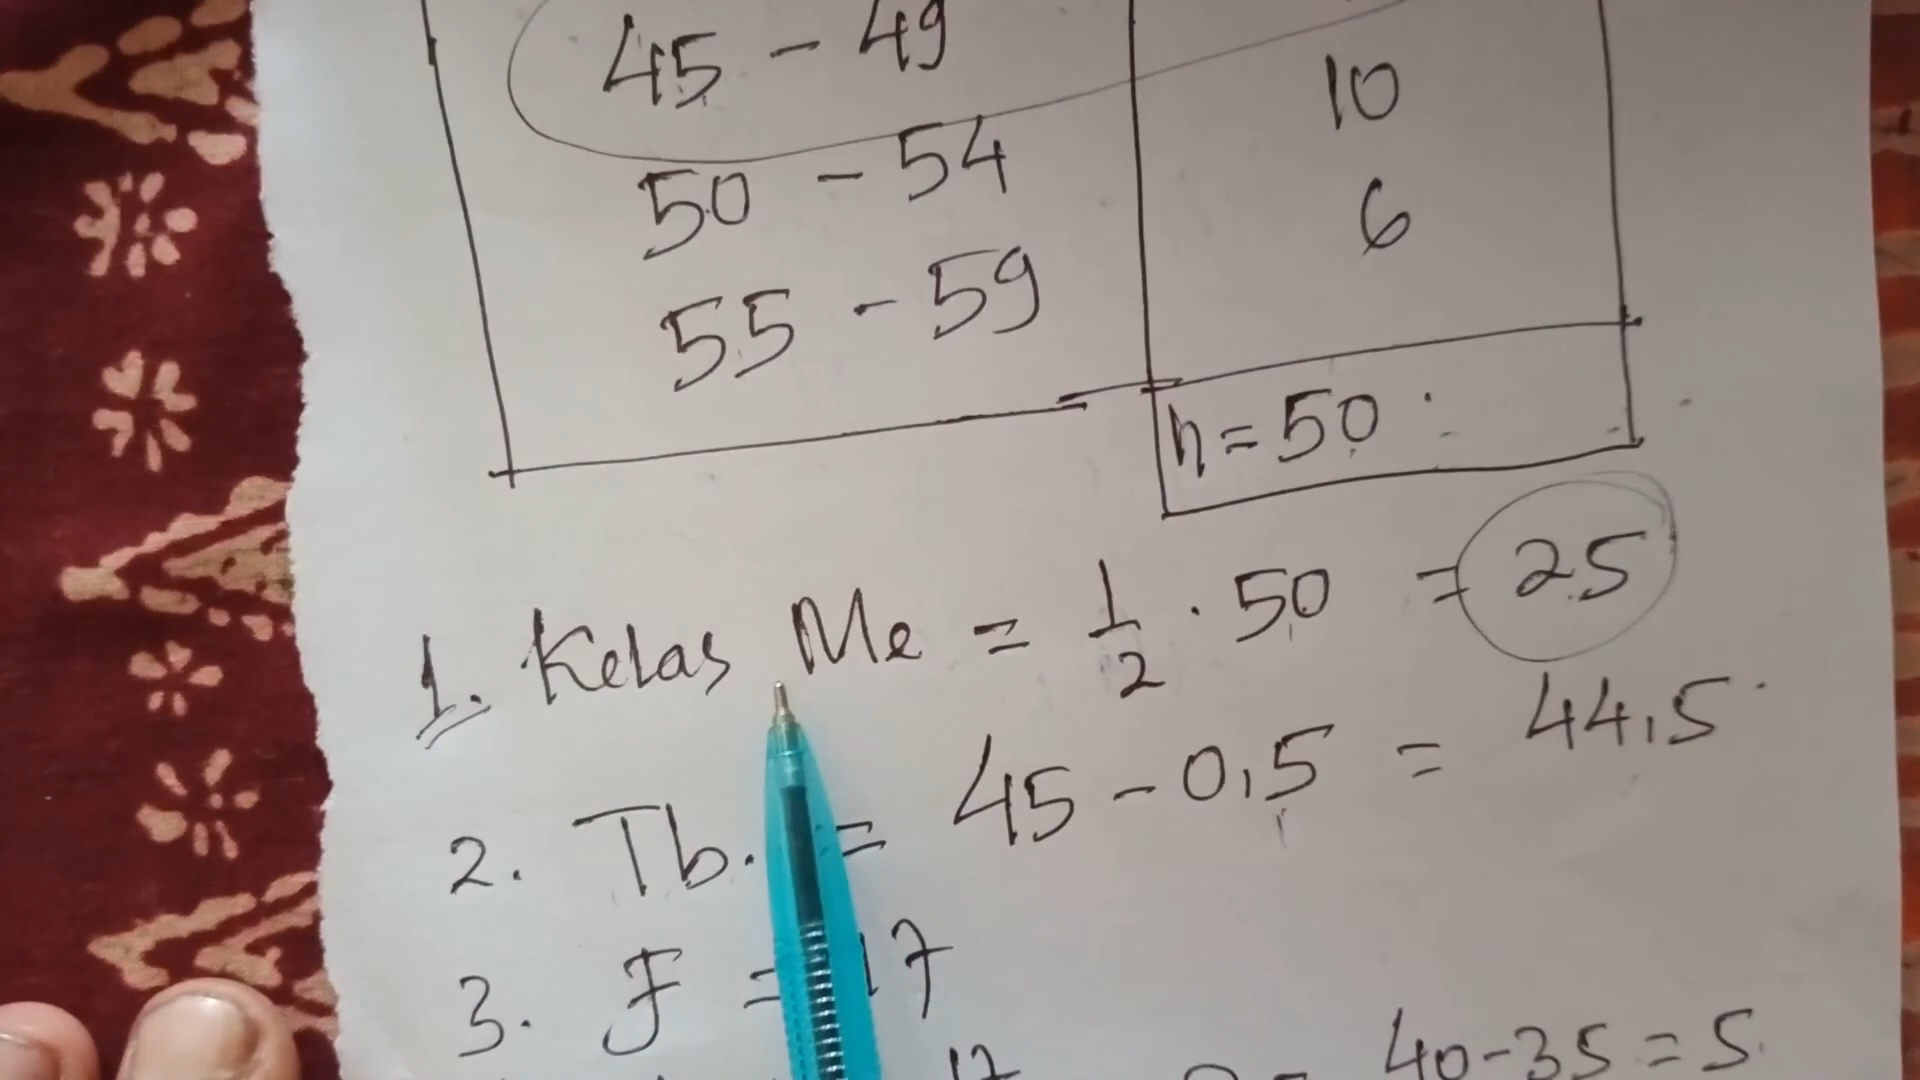 45 - 49
50 - 54 10
55 - 59 6
n = 50
1. Kelas Me = 1/2 . 50 = 25
2. Tb. = 45 - 0,5 = 44,5
3. F = 17
40-35 = 5